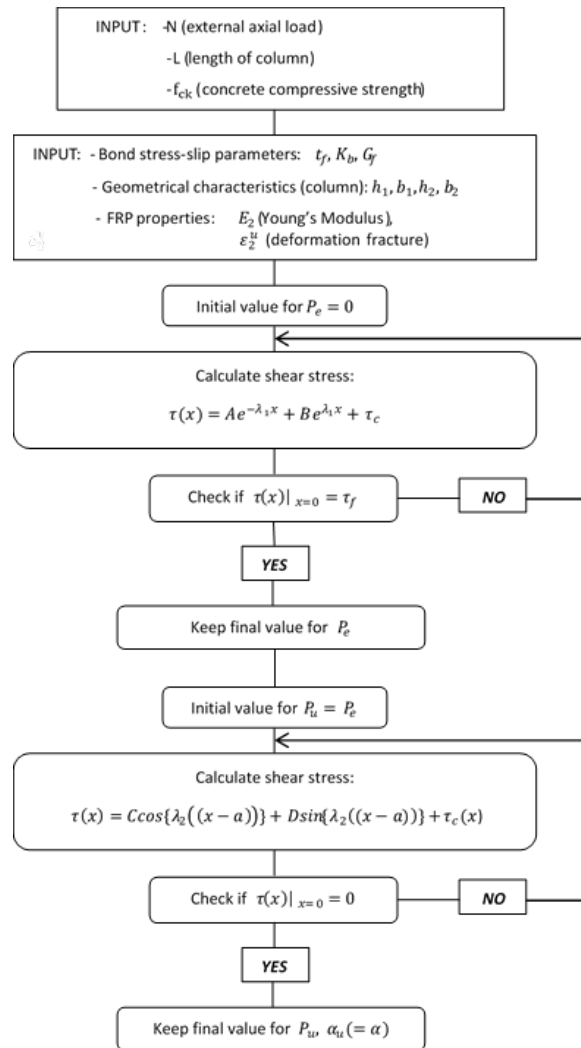 INPUT: -N (external axial load)
-L (length of column)
-f_ck (concrete compressive strength)
INPUT: - Bond stress-slip parameters: t_f, K_b, G_f
- Geometrical characteristics (column): h_1, b_1, h_2, b_2
- FRP properties: E_2 (Young's Modulus),
ε_2^u (deformation fracture)
Initial value for P_e = 0
Calculate shear stress:
τ(x) = Ae^{-λ_1 x} + Be^{λ_1 x} + τ_c
Check if τ(x)|_{x=0} = τ_f
NO
YES
Keep final value for P_e
Initial value for P_u = P_e
Calculate shear stress:
τ(x) = Ccos{λ_2((x − a))} + Dsin{λ_2((x − a))} + τ_c(x)
Check if τ(x)|_{x=0} = 0
NO
YES
Keep final value for P_u, α_u(= α)